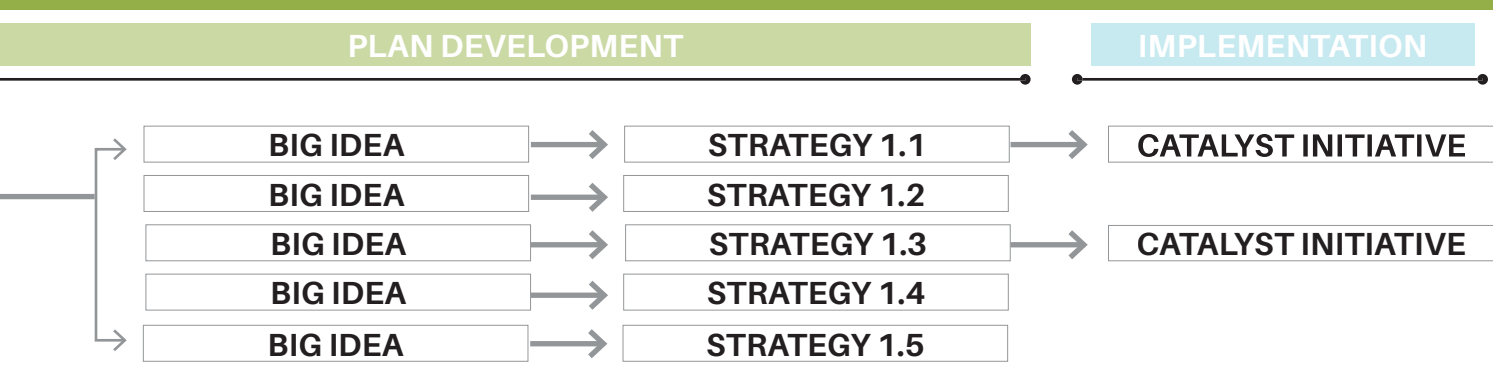 PLAN DEVELOPMENT IMPLEMENTATION
BIG IDEA STRATEGY 1.1 CATALYST INITIATIVE
BIG IDEA STRATEGY 1.2
BIG IDEA STRATEGY 1.3 CATALYST INITIATIVE
BIG IDEA STRATEGY 1.4
BIG IDEA STRATEGY 1.5